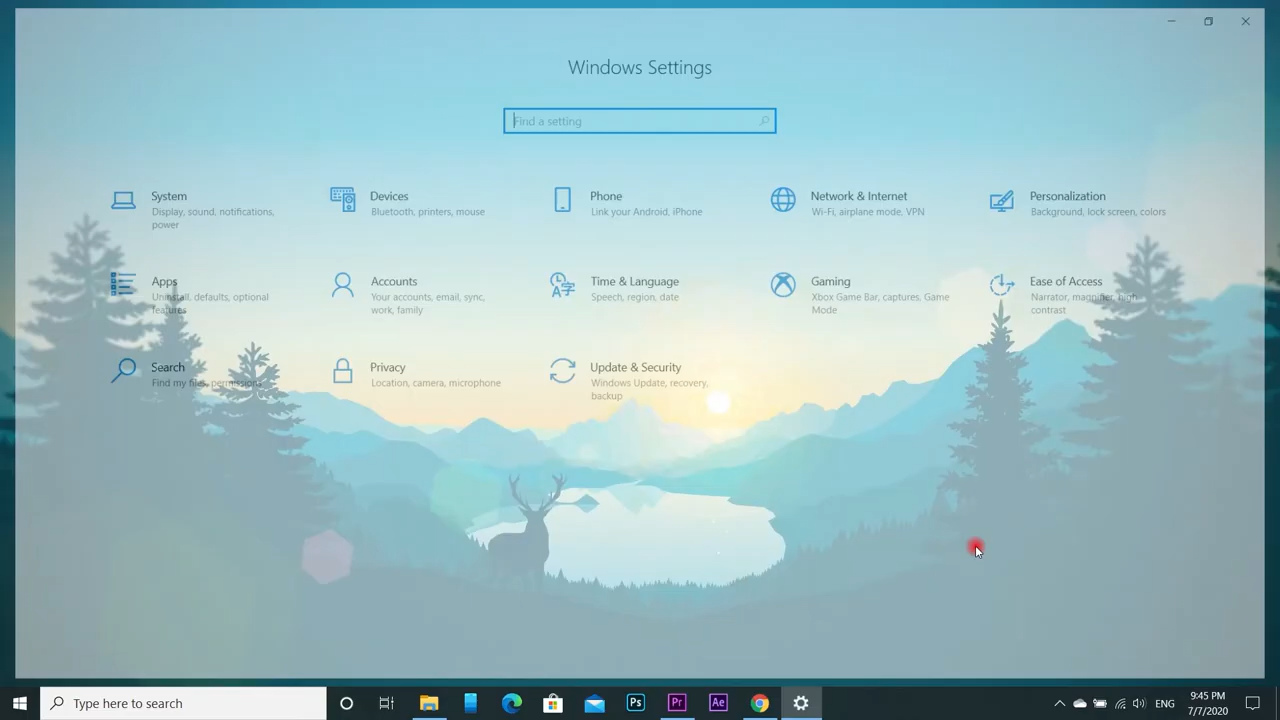 Windows Settings
Find a setting
System
Display, sound, notifications,
power
Devices
Bluetooth, printers, mouse
Phone
Link your Android, iPhone
Network & Internet
Wi-Fi, airplane mode, VPN
Personalization
Background, lock screen, colors
Apps
Uninstall, defaults, optional
features
Accounts
Your accounts, email, sync,
work, family
Time & Language
Speech, region, date
Gaming
Xbox Game Bar, captures, Game
Mode
Ease of Access
Narrator, magnifier, high
contrast
Search
Find my files, permissions
Privacy
Location, camera, microphone
Update & Security
Windows Update, recovery,
backup
Type here to search
Ps
Pr
Ae
ENG
9:45 PM
7/7/2020